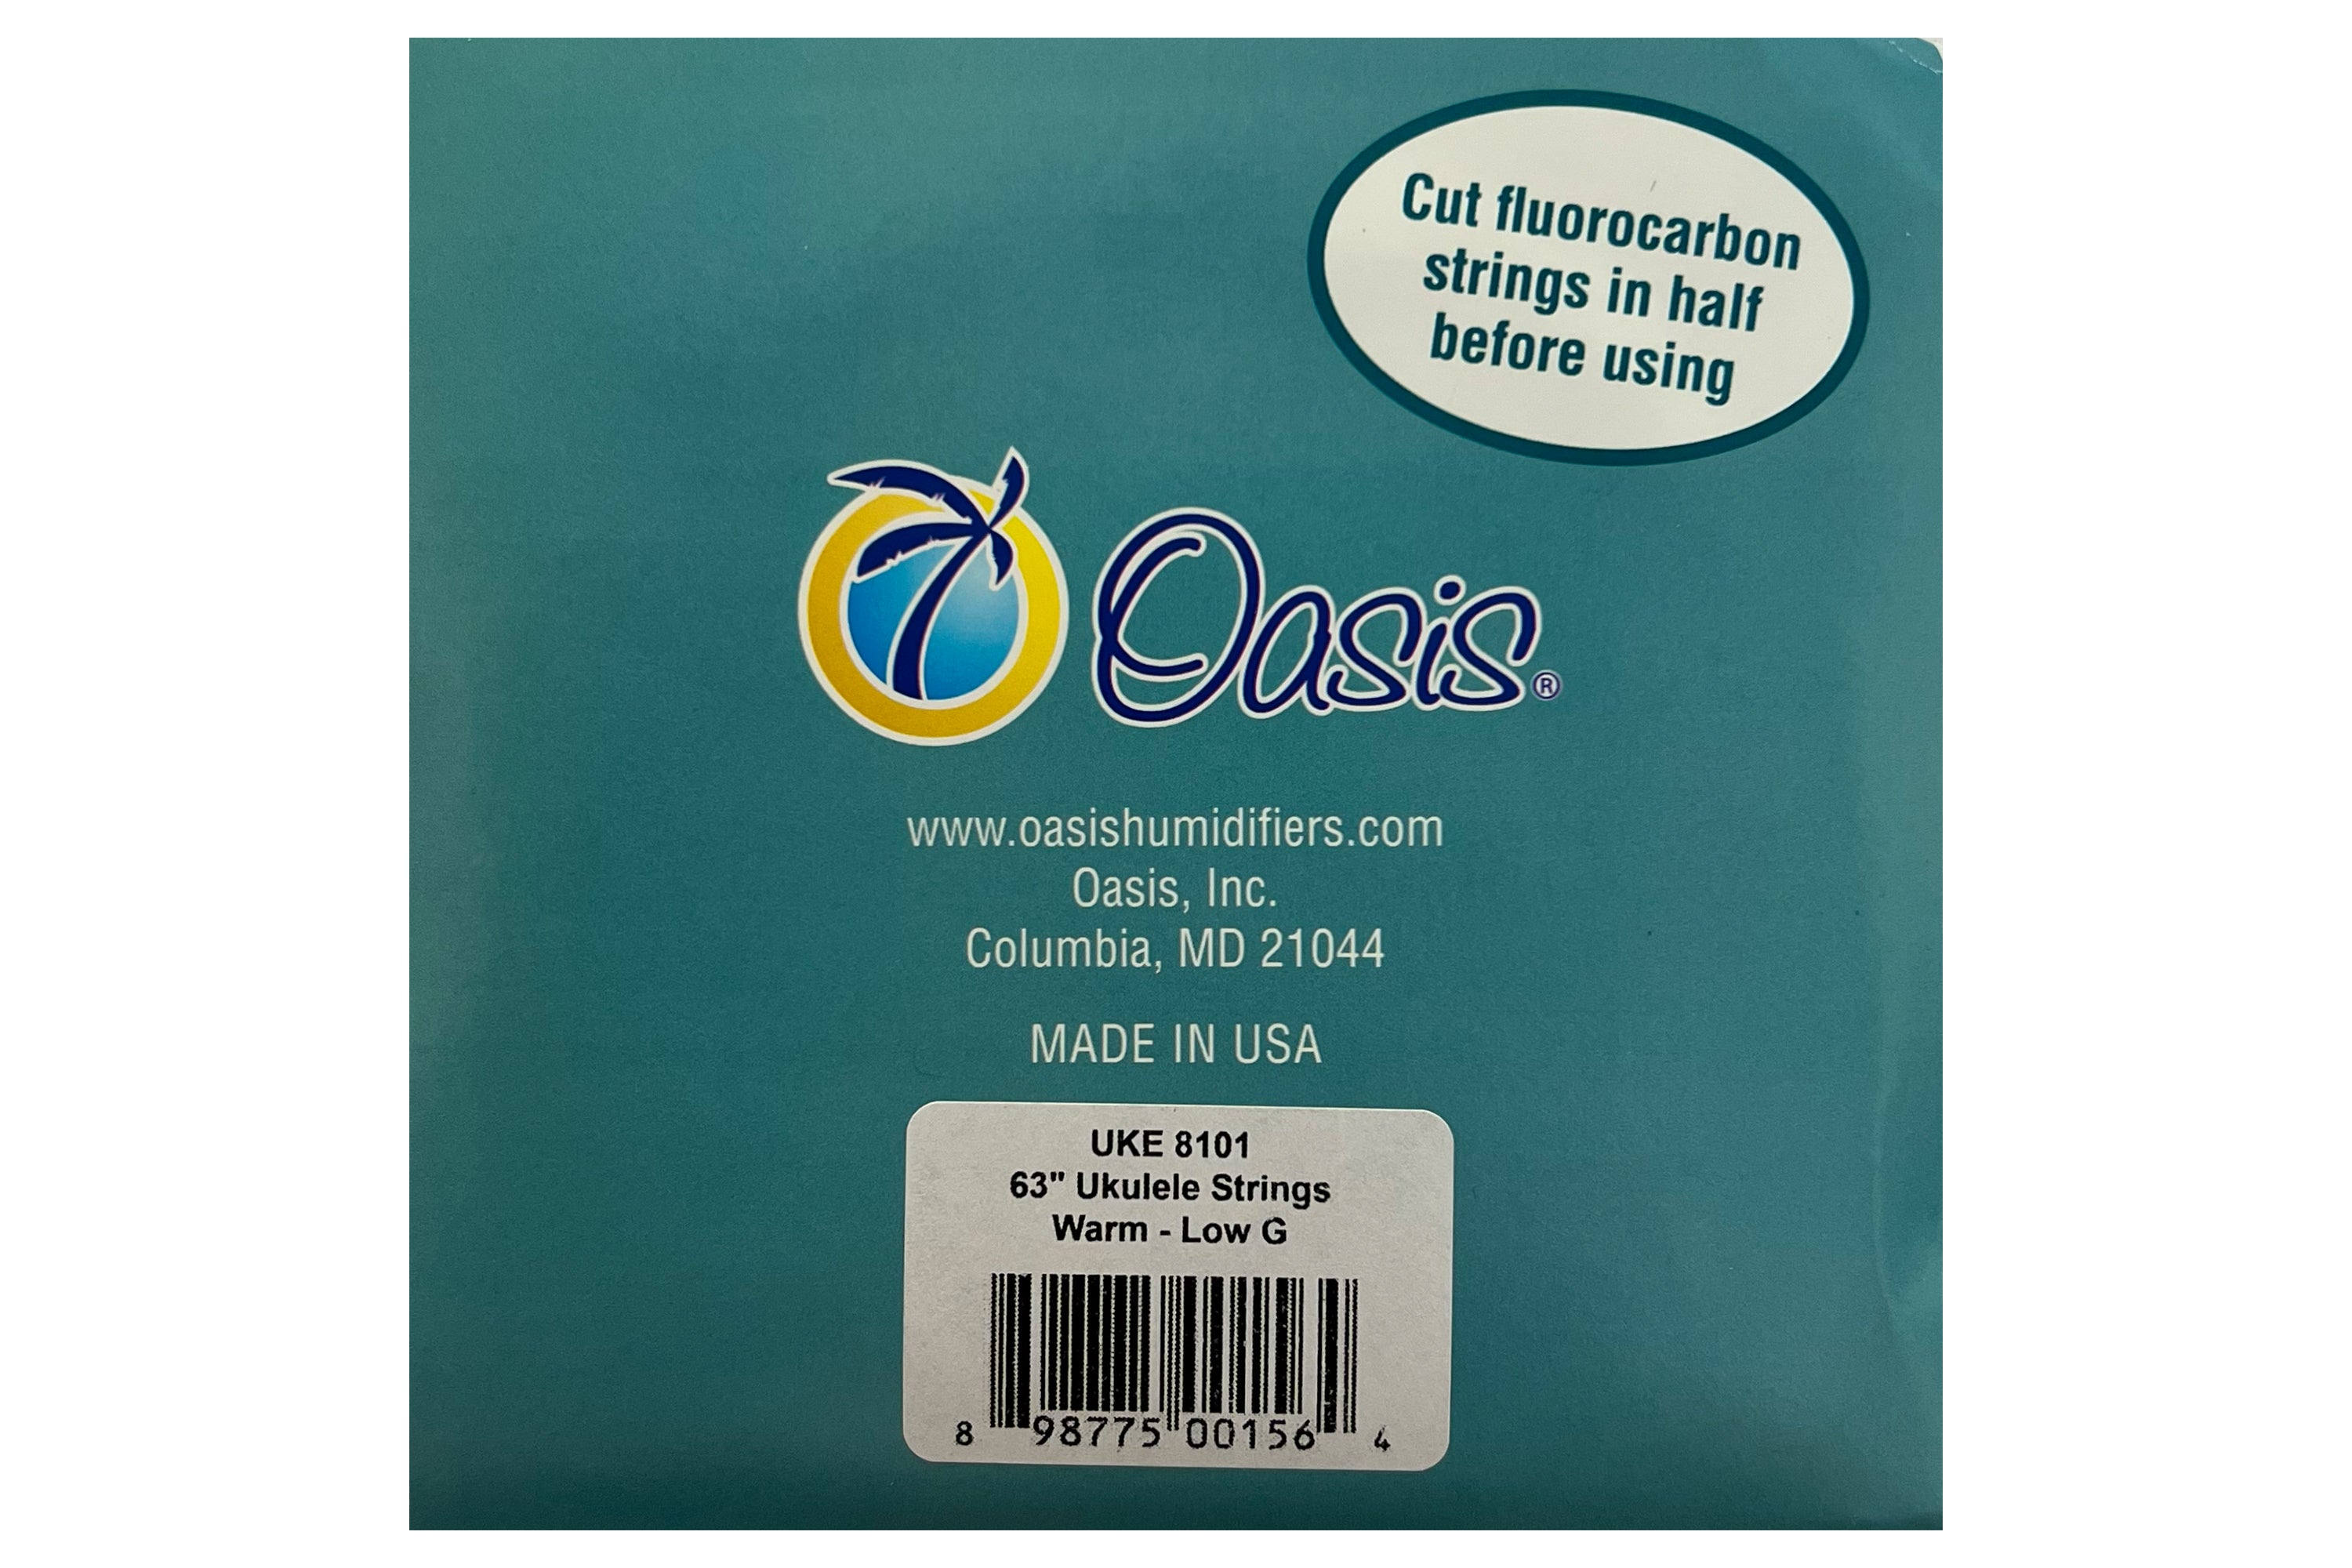 Cut fluorocarbon
strings in half
before using
Oasis®
www.oasishumidifiers.com
Oasis, Inc.
Columbia, MD 21044
MADE IN USA
UKE 8101
63" Ukulele Strings
Warm - Low G
8 98775 00156 4